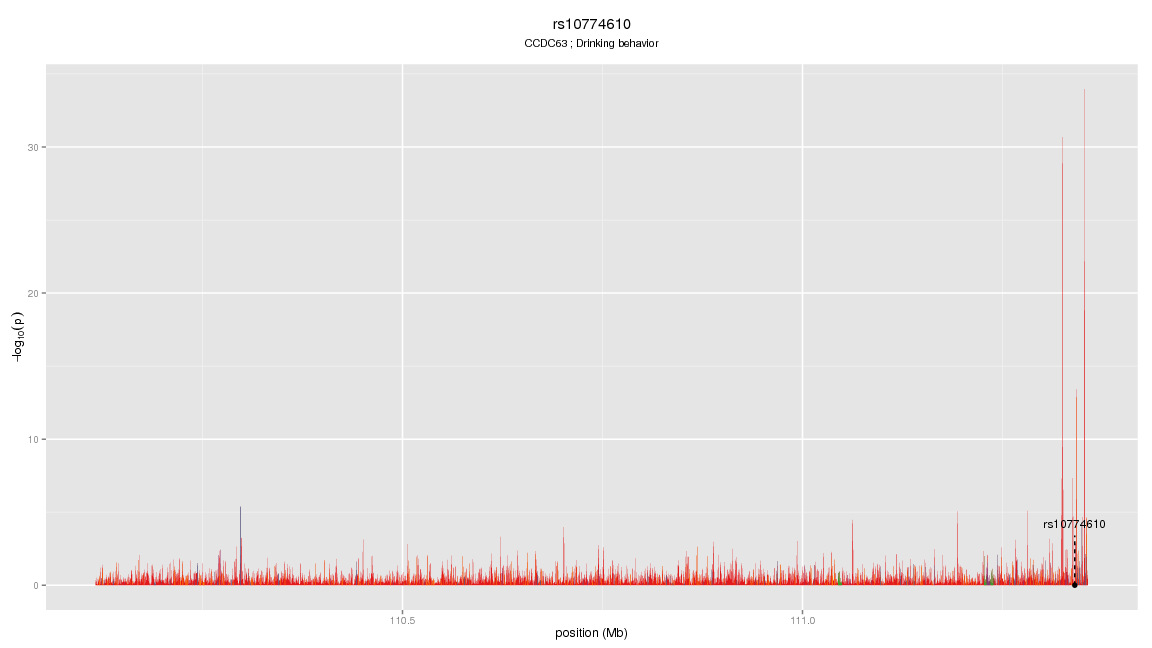 rs10774610
CCDC63 ; Drinking behavior
30
20
10
0
−log10(p)
rs10774610
110.5
111.0
position (Mb)